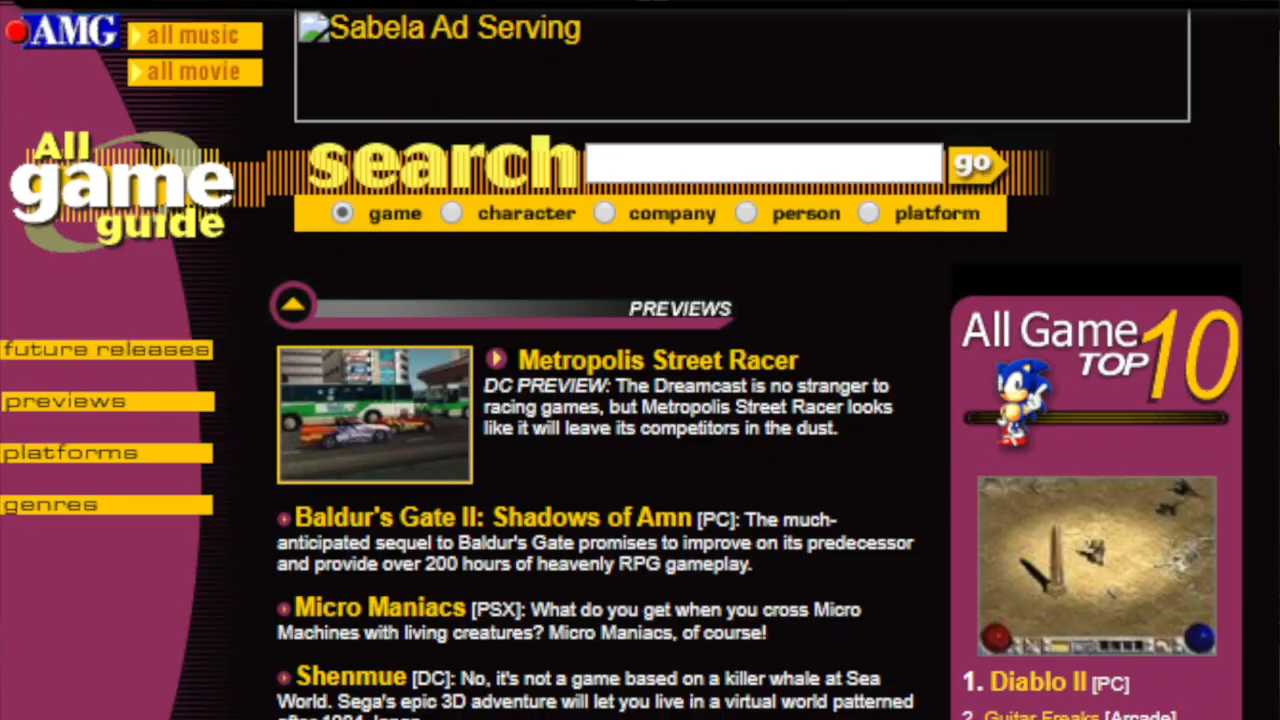 AMG
all music
all movie
Sabela Ad Serving
All
game
guide
search
go
game character company person platform
future releases
previews
platforms
genres
PREVIEWS
Metropolis Street Racer
DC PREVIEW: The Dreamcast is no stranger to
racing games, but Metropolis Street Racer looks
like it will leave its competitors in the dust.
Baldur's Gate II: Shadows of Amn [PC]: The much-
anticipated sequel to Baldur's Gate promises to improve on its predecessor
and provide over 200 hours of heavenly RPG gameplay.
Micro Maniacs [PSX]: What do you get when you cross Micro
Machines with living creatures? Micro Maniacs, of course!
Shenmue [DC]: No, it's not a game based on a killer whale at Sea
World. Sega's epic 3D adventure will let you live in a virtual world patterned
All Game
TOP 10
1. Diablo II [PC]
2. Guitar Freaks [Arcade]